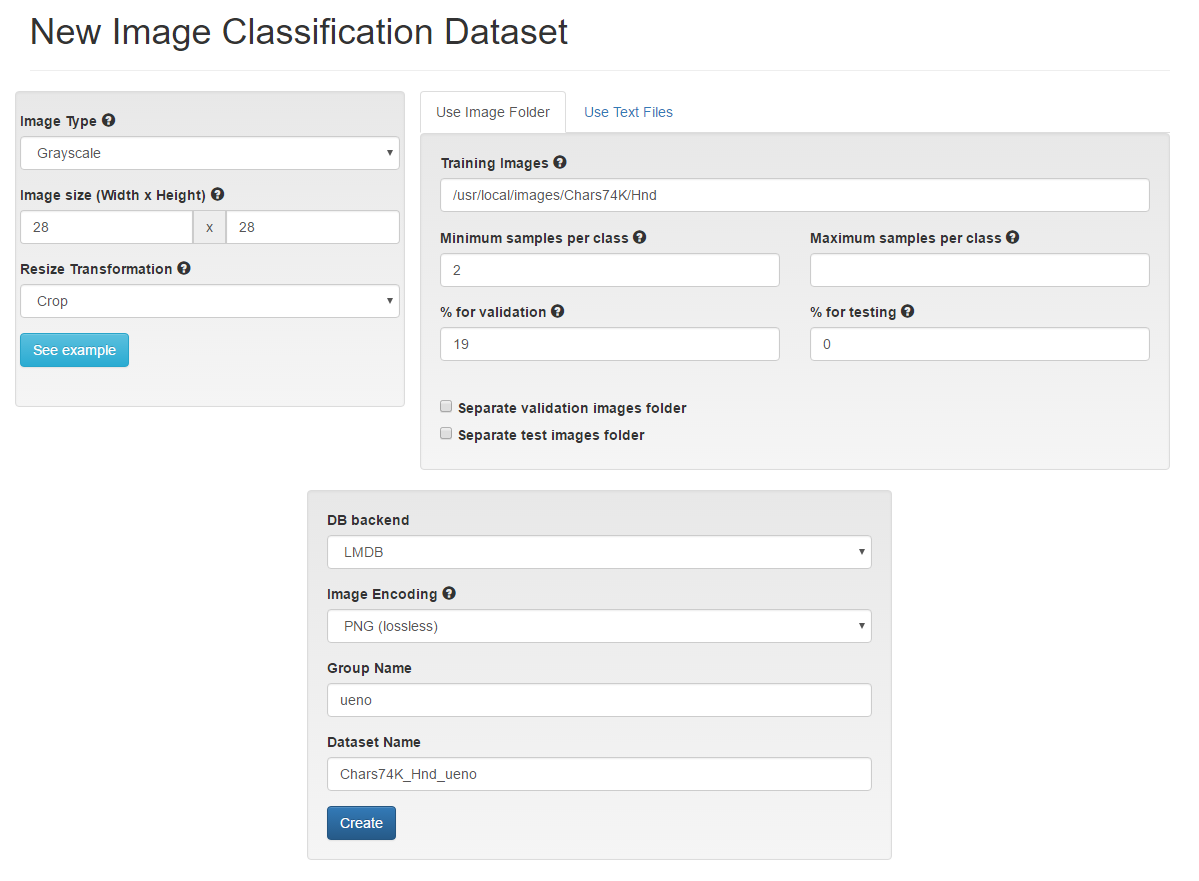 New Image Classification Dataset
Image Type
Grayscale
Image size (Width x Height)
28 x 28
Resize Transformation
Crop
See example
Use Image Folder Use Text Files
Training Images
/usr/local/images/Chars74K/Hnd
Minimum samples per class Maximum samples per class
2
% for validation % for testing
19 0
Separate validation images folder
Separate test images folder
DB backend
LMDB
Image Encoding
PNG (lossless)
Group Name
ueno
Dataset Name
Chars74K_Hnd_ueno
Create